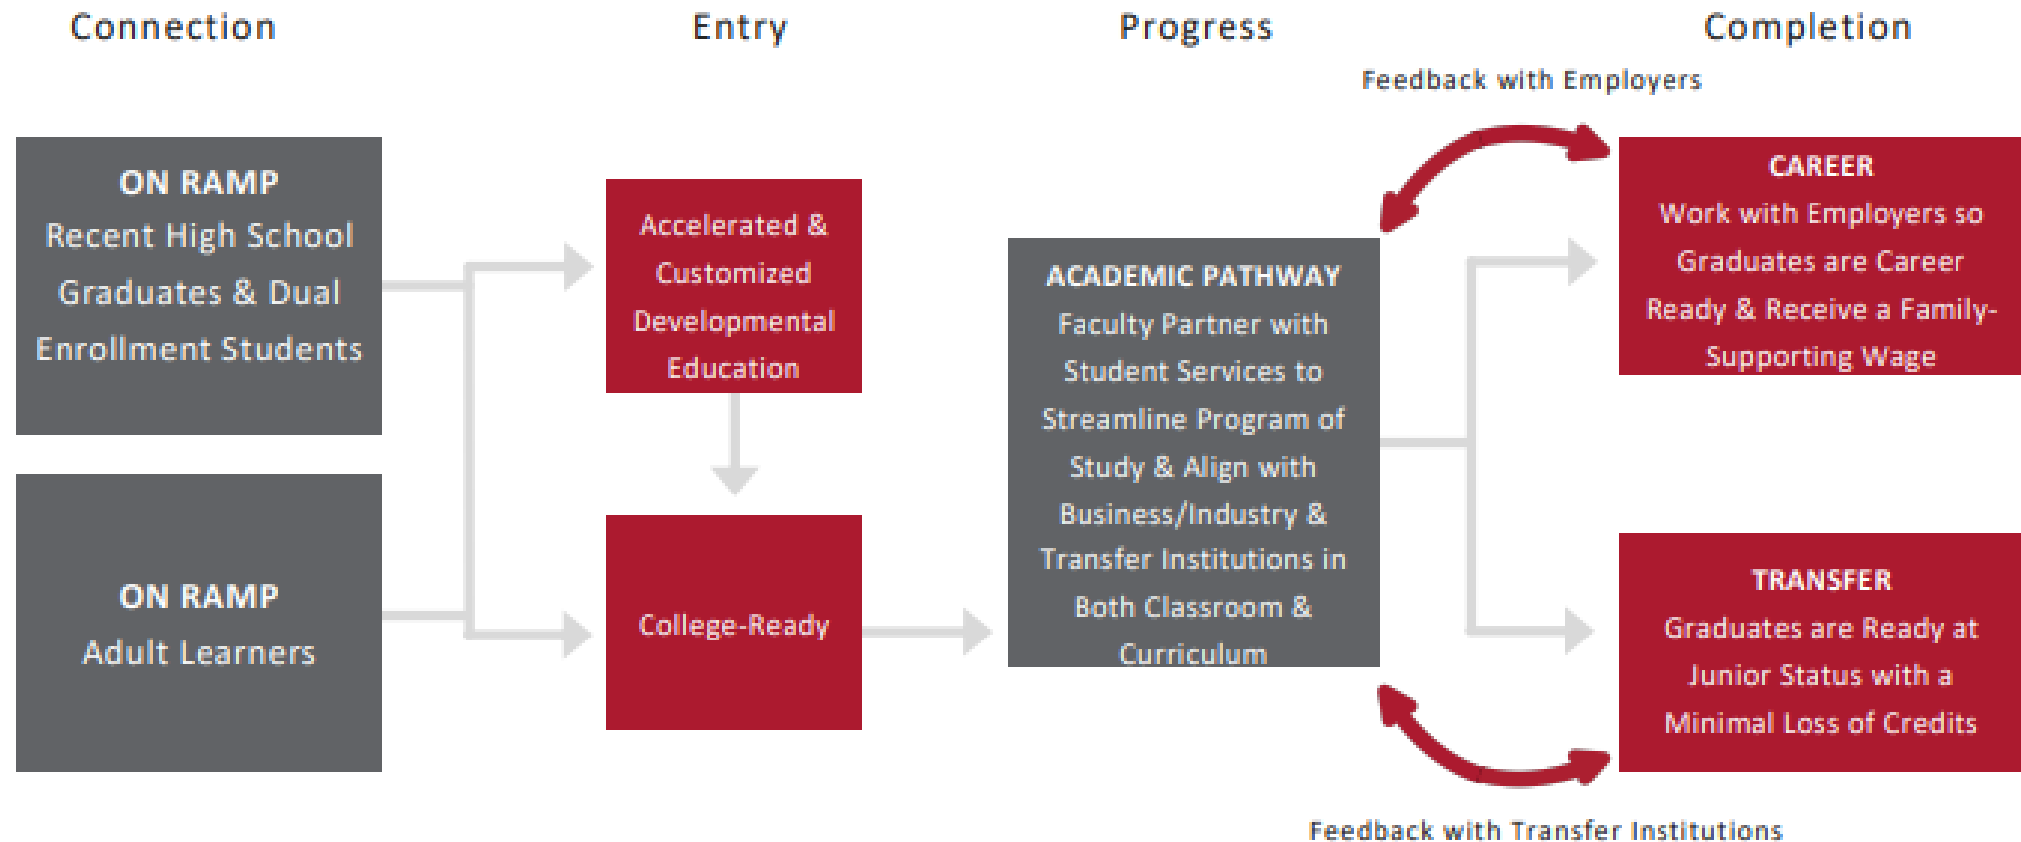 Connection
Entry
Progress
Completion
Feedback with Employers
ON RAMP
Recent High School
Graduates & Dual
Enrollment Students
ON RAMP
Adult Learners
Accelerated &
Customized
Developmental
Education
College-Ready
ACADEMIC PATHWAY
Faculty Partner with
Student Services to
Streamline Program of
Study & Align with
Business/Industry &
Transfer Institutions in
Both Classroom &
Curriculum
CAREER
Work with Employers so
Graduates are Career
Ready & Receive a Family-
Supporting Wage
TRANSFER
Graduates are Ready at
Junior Status with a
Minimal Loss of Credits
Feedback with Transfer Institutions